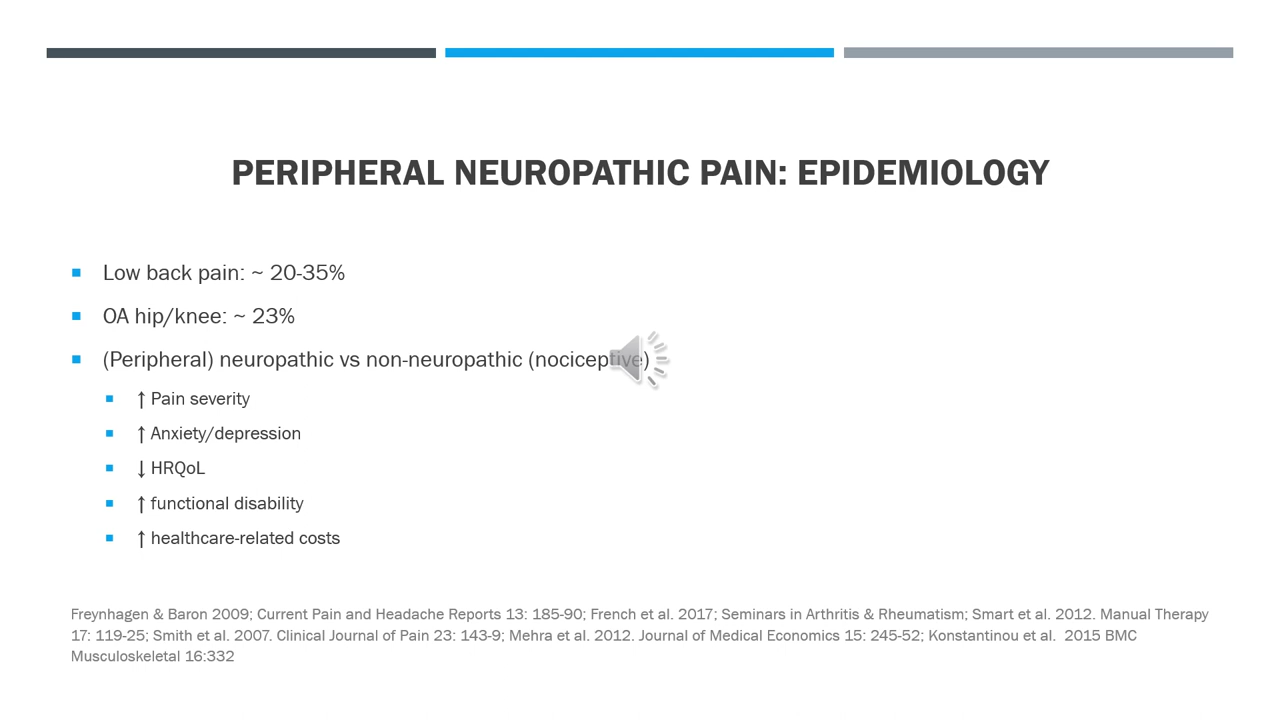 PERIPHERAL NEUROPATHIC PAIN: EPIDEMIOLOGY
Low back pain: ~ 20-35%
OA hip/knee: ~ 23%
(Peripheral) neuropathic vs non-neuropathic (nociceptive)
↑ Pain severity
↑ Anxiety/depression
↓ HRQoL
↑ functional disability
↑ healthcare-related costs
Freynhagen & Baron 2009; Current Pain and Headache Reports 13: 185-90; French et al. 2017; Seminars in Arthritis & Rheumatism; Smart et al. 2012. Manual Therapy
17: 119-25; Smith et al. 2007. Clinical Journal of Pain 23: 143-9; Mehra et al. 2012. Journal of Medical Economics 15: 245-52; Konstantinou et al.  2015 BMC
Musculoskeletal 16:332